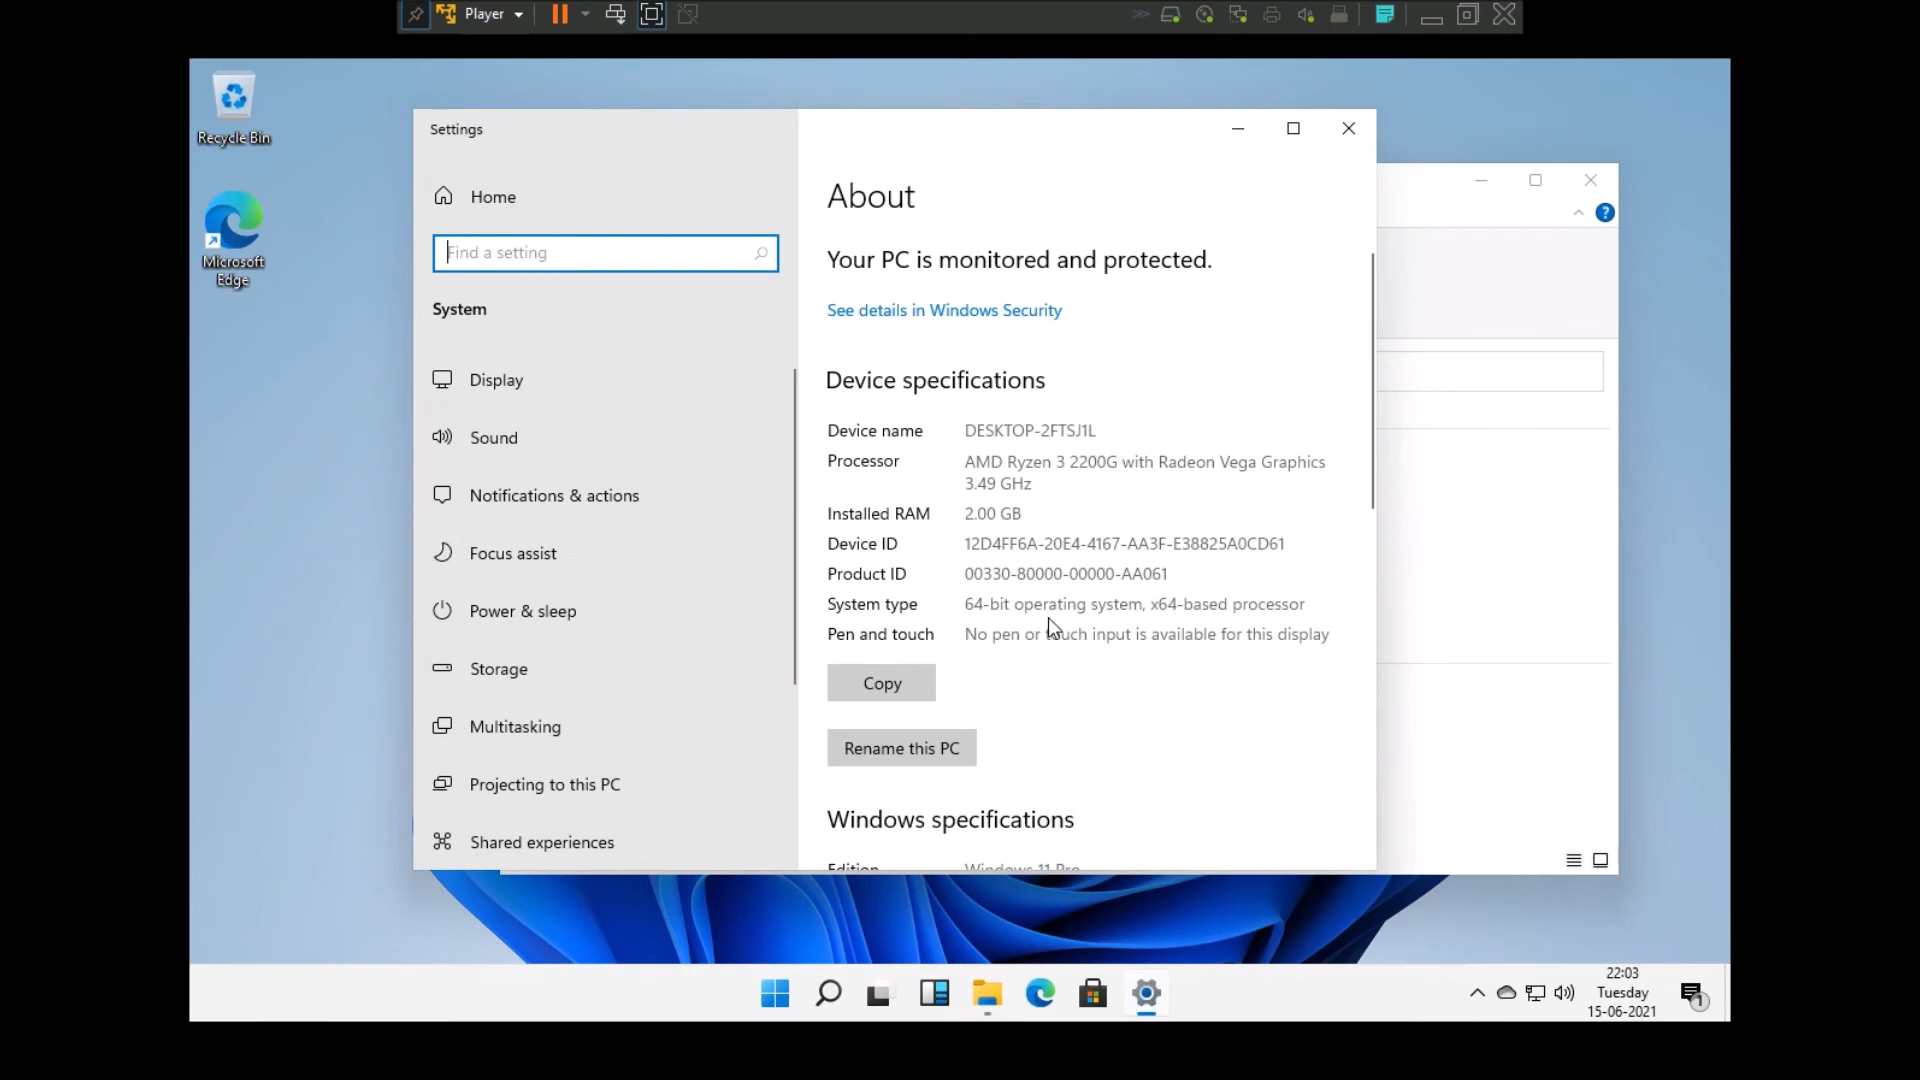 Player
Recycle Bin
Microsoft
Edge
Settings
Home
Find a setting
System
Display
Sound
Notifications & actions
Focus assist
Power & sleep
Storage
Multitasking
Projecting to this PC
Shared experiences
About
Your PC is monitored and protected.
See details in Windows Security
Device specifications
Device name DESKTOP-2FTSJ1L
Processor AMD Ryzen 3 2200G with Radeon Vega Graphics
3.49 GHz
Installed RAM 2.00 GB
Device ID 12D4FF6A-20E4-4167-AA3F-E38825A0CD61
Product ID 00330-80000-00000-AA061
System type 64-bit operating system, x64-based processor
Pen and touch No pen or touch input is available for this display
Copy
Rename this PC
Windows specifications
Edition Windows 11 Pro
?
22:03
Tuesday
15-06-2021
1